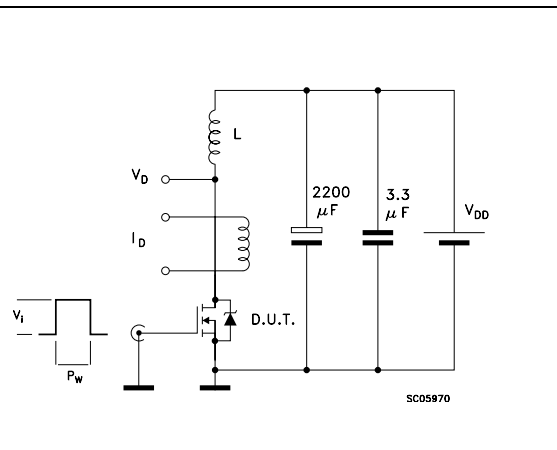 L
V_D
2200
μF
3.3
μF
V_DD
I_D
D.U.T.
V_i
P_W
SC05970